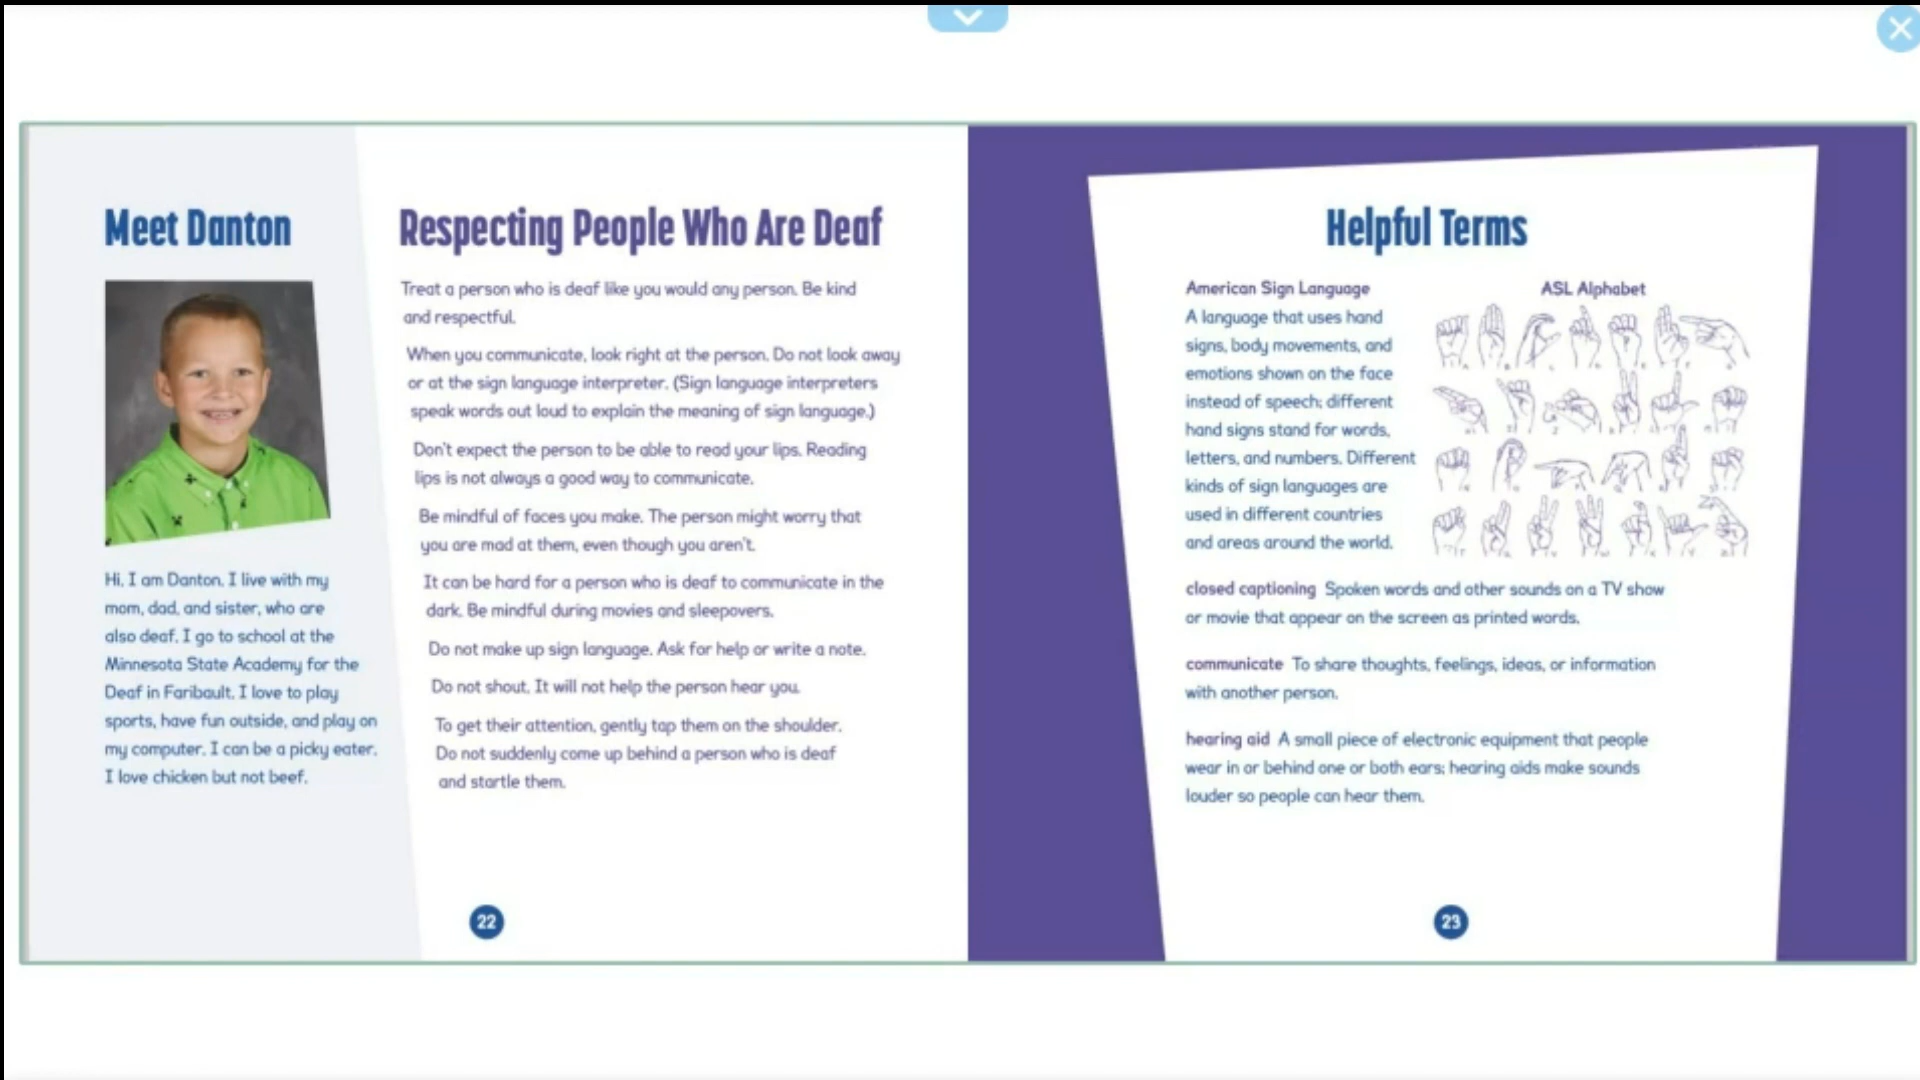 Meet Danton
Hi, I am Danton. I live with my
mom, dad, and sister, who are
also deaf. I go to school at the
Minnesota State Academy for the
Deaf in Faribault. I love to play
sports, have fun outside, and play on
my computer. I can be a picky eater.
I love chicken but not beef.
Respecting People Who Are Deaf
Treat a person who is deaf like you would any person. Be kind
and respectful.
When you communicate, look right at the person. Do not look away
or at the sign language interpreter. (Sign language interpreters
speak words out loud to explain the meaning of sign language.)
Don't expect the person to be able to read your lips. Reading
lips is not always a good way to communicate.
Be mindful of faces you make. The person might worry that
you are mad at them, even though you aren't.
It can be hard for a person who is deaf to communicate in the
dark. Be mindful during movies and sleepovers.
Do not make up sign language. Ask for help or write a note.
Do not shout. It will not help the person hear you.
To get their attention, gently tap them on the shoulder.
Do not suddenly come up behind a person who is deaf
and startle them.
22
Helpful Terms
American Sign Language
A language that uses hand
signs, body movements, and
emotions shown on the face
instead of speech; different
hand signs stand for words,
letters, and numbers. Different
kinds of sign languages are
used in different countries
and areas around the world.
ASL Alphabet
closed captioning Spoken words and other sounds on a TV show
or movie that appear on the screen as printed words.
communicate To share thoughts, feelings, ideas, or information
with another person.
hearing aid A small piece of electronic equipment that people
wear in or behind one or both ears; hearing aids make sounds
louder so people can hear them.
23